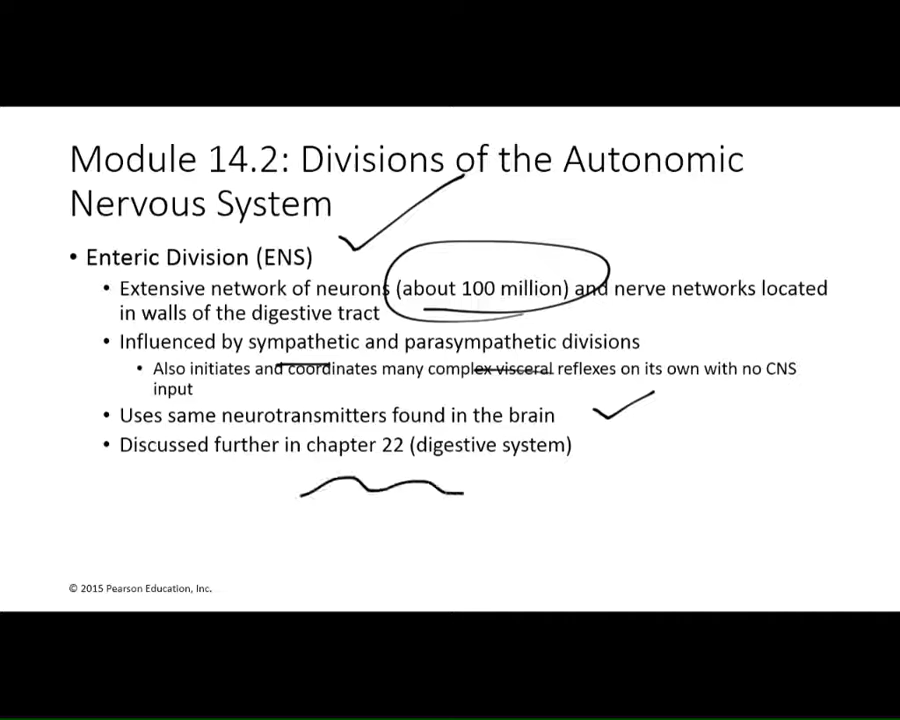 Module 14.2: Divisions of the Autonomic
Nervous System
• Enteric Division (ENS)
• Extensive network of neurons (about 100 million) and nerve networks located
in walls of the digestive tract
• Influenced by sympathetic and parasympathetic divisions
• Also initiates and coordinates many complex visceral reflexes on its own with no CNS
input
• Uses same neurotransmitters found in the brain
• Discussed further in chapter 22 (digestive system)
© 2015 Pearson Education, Inc.